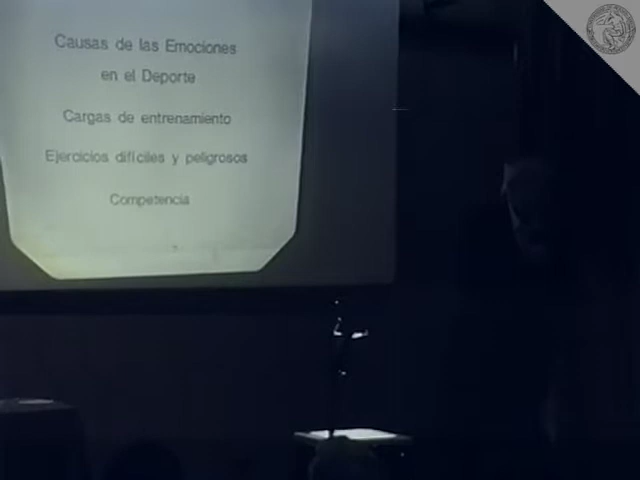 Causas de las Emociones
en el Deporte
Cargas de entrenamiento
Ejercicios difíciles y peligrosos
Competencia